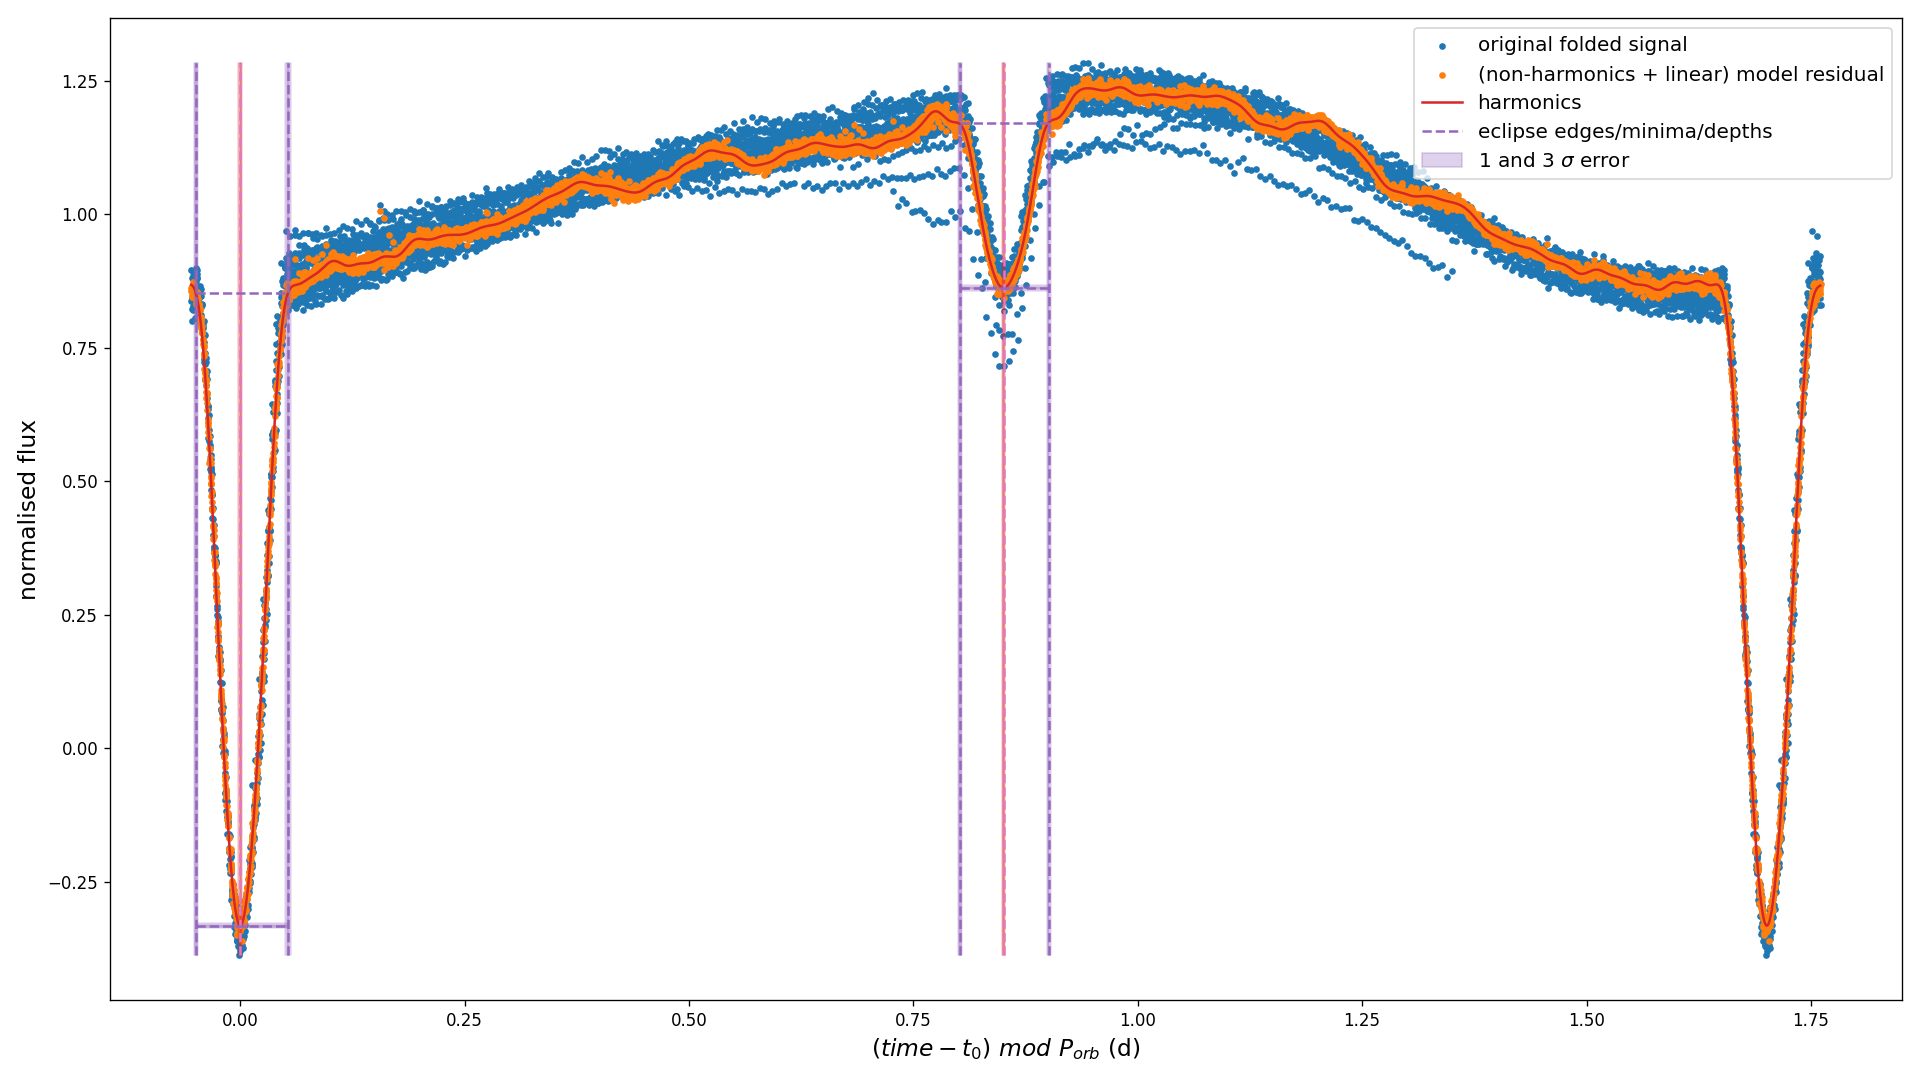 original folded signal
(non-harmonics + linear) model residual
harmonics
eclipse edges/minima/depths
1 and 3 σ error
normalised flux
1.25
1.00
0.75
0.50
0.25
0.00
−0.25
0.00 0.25 0.50 0.75 1.00 1.25 1.50 1.75
(time − t₀) mod Pₒᵣb (d)